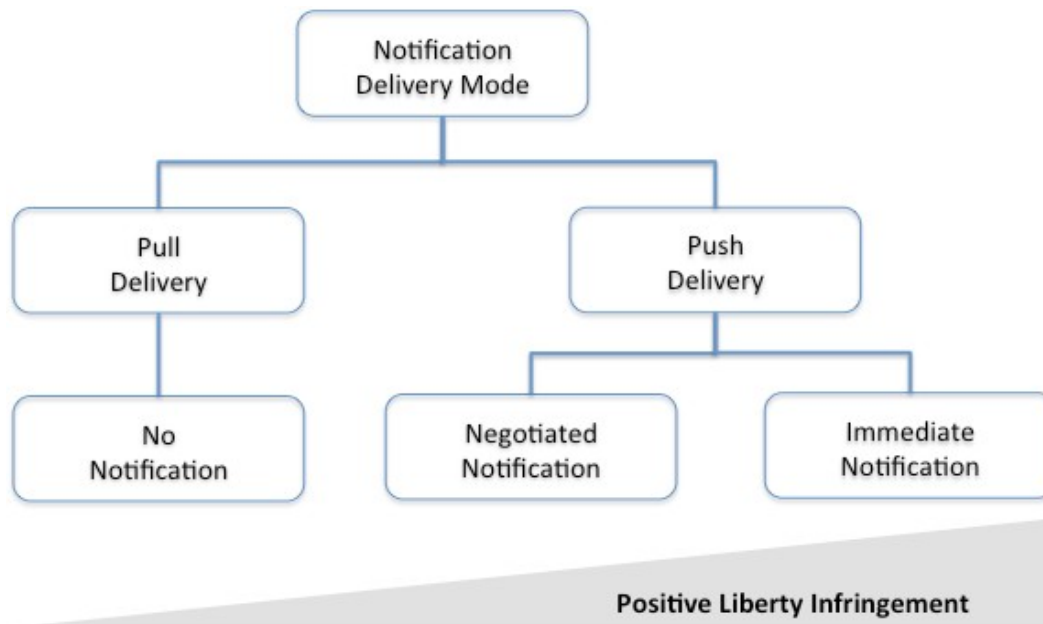 Notification
Delivery Mode
Pull
Delivery
Push
Delivery
No
Notification
Negotiated
Notification
Immediate
Notification
Positive Liberty Infringement